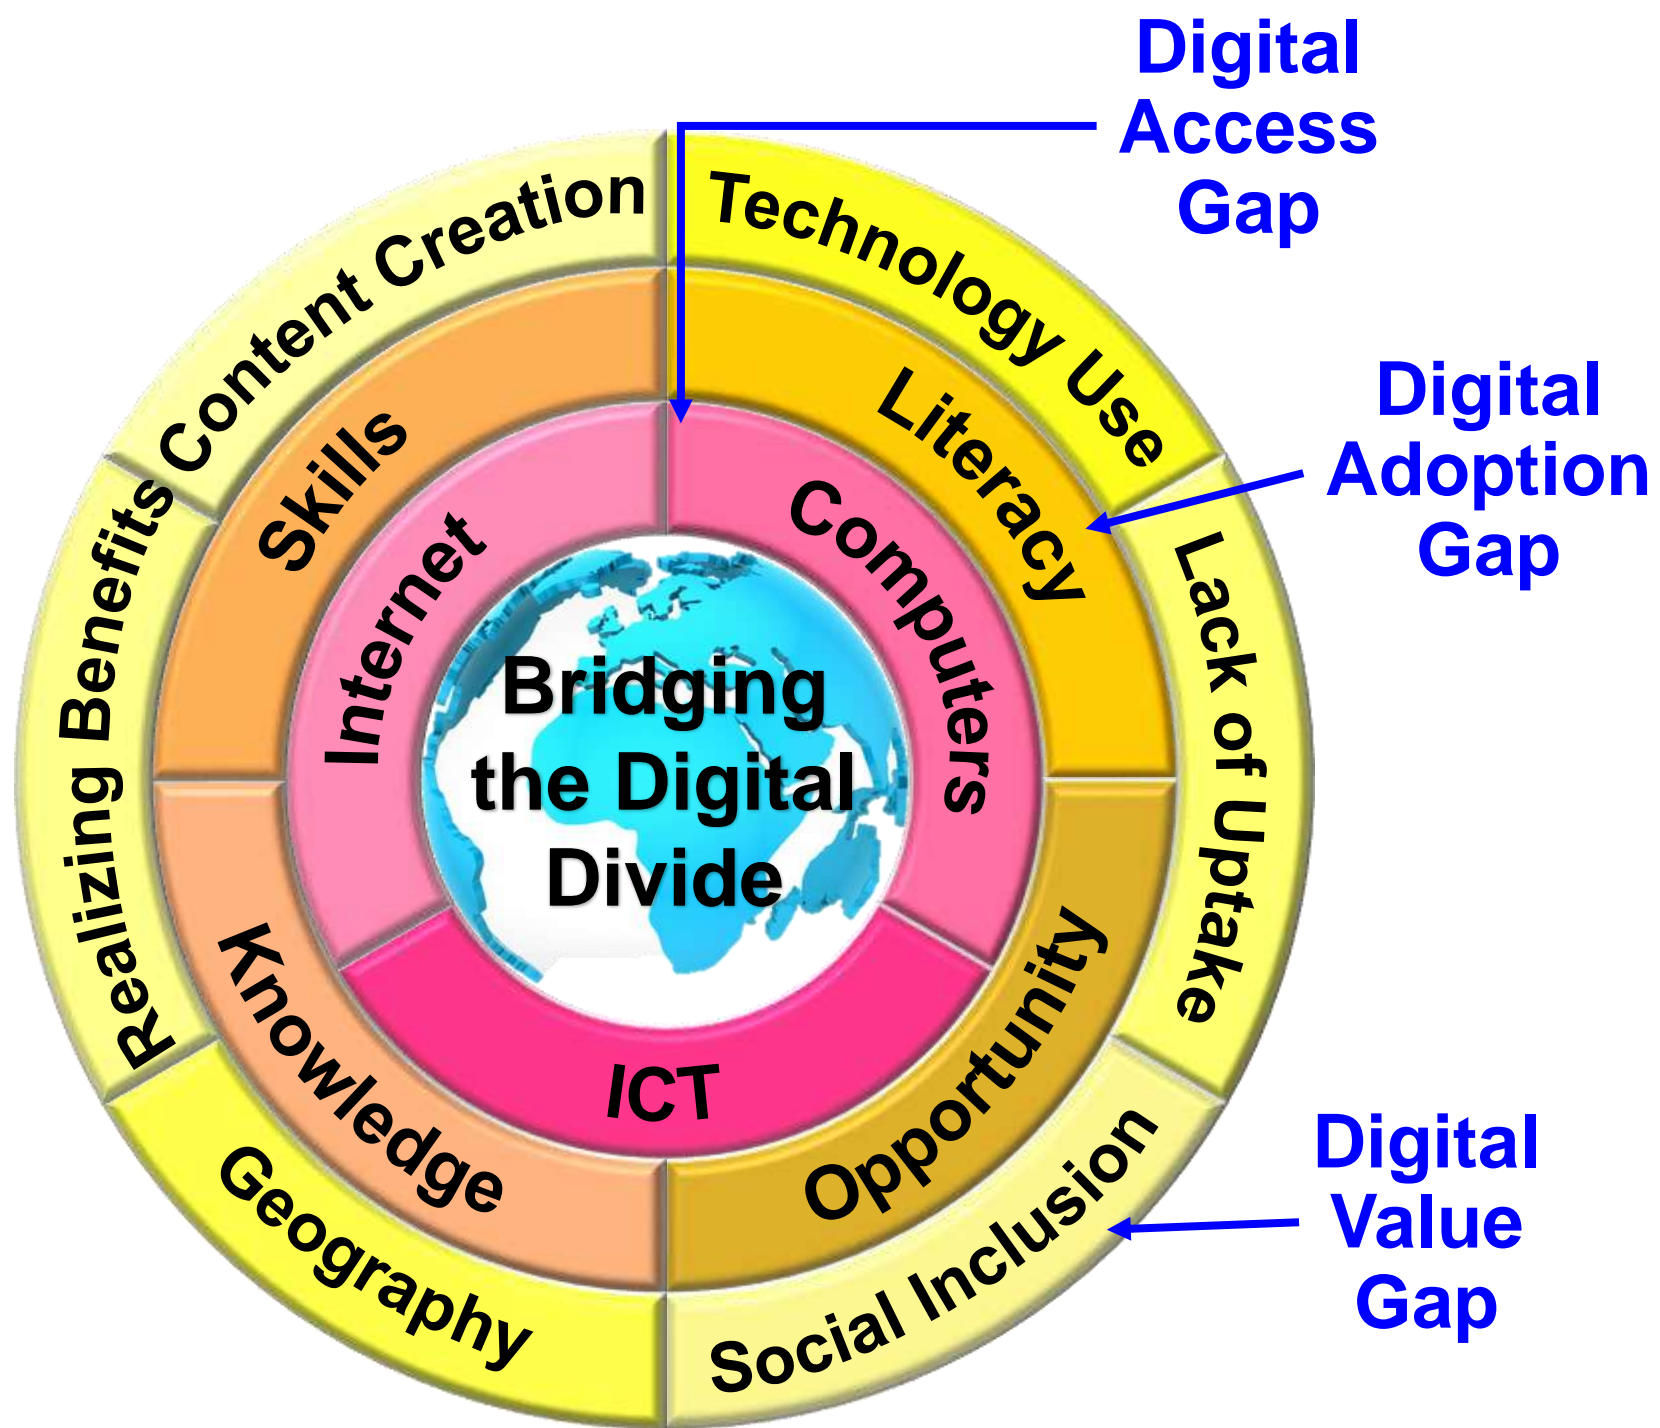 Digital
Access
Gap
Content Creation
Technology Use
Digital
Adoption
Gap
Skills
Literacy
Internet
Computers
Realizing Benefits
Lack of Uptake
Bridging
the Digital
Divide
Knowledge
Opportunity
ICT
Geography
Social Inclusion
Digital
Value
Gap